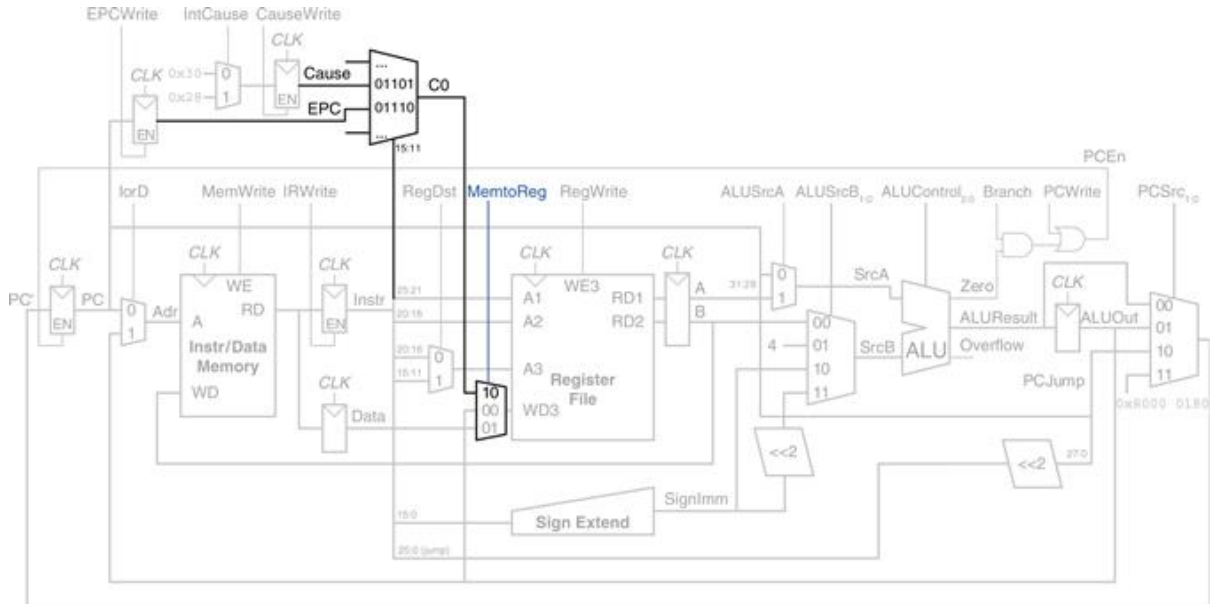 EPCWrite IntCause CauseWrite
CLK
CLK
0x30
0
0x28
1
EN
EN
Cause
EPC
...
01101
01110
...
C0
15:11
PCEn
IorD MemWrite IRWrite RegDst MemtoReg RegWrite ALUSrcA ALUSrcB1:0 ALUControl2:0 Branch PCWrite PCSrc1:0
CLK
CLK
CLK
CLK
CLK
CLK
PC'
PC
EN
0
1
Adr
WE
A
RD
Instr/Data
Memory
WD
EN
Instr
CLK
Data
25:21
20:16
20:16
15:11
0
1
10
00
01
A1
A2
A3
WD3
WE3
RD1
RD2
Register
File
A
B
31:28
0
1
SrcA
4
00
01
10
11
SrcB
ALU
Zero
ALUResult
Overflow
ALUOut
PCJump
00
01
10
11
0x8000 0180
<<2
<<2
27:0
SignImm
15:0
Sign Extend
25:0 (jump)